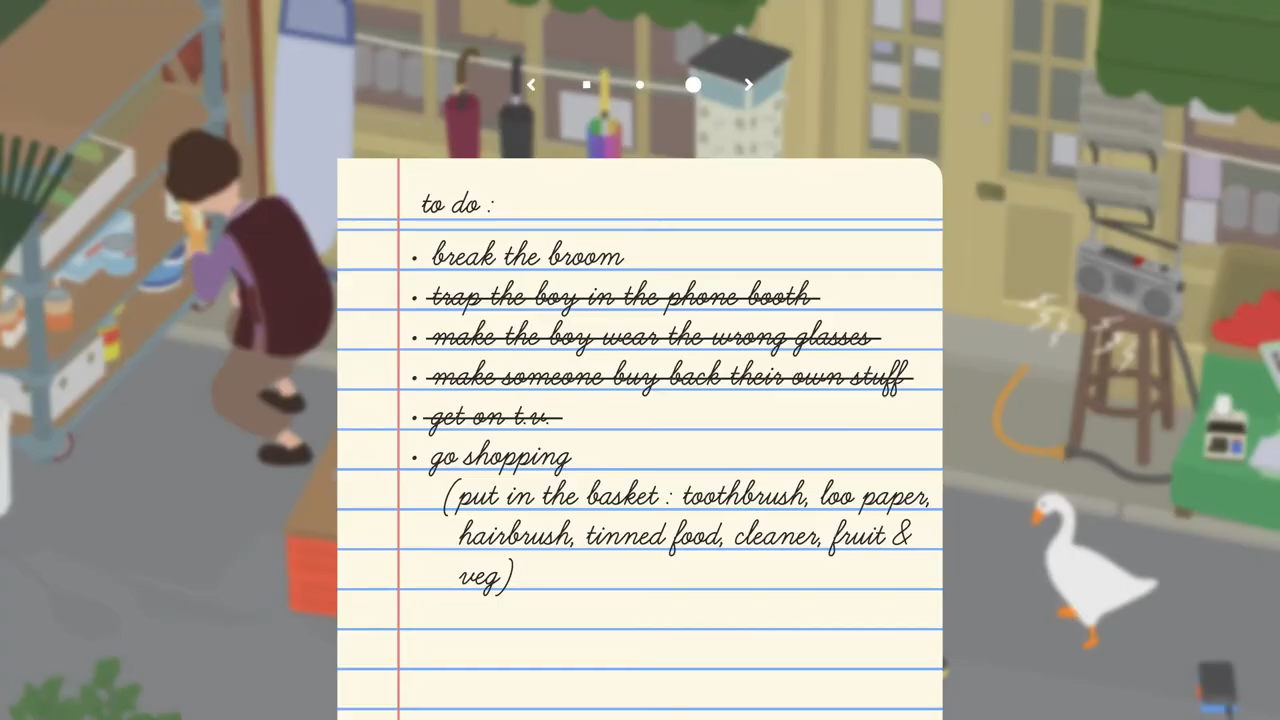 to do :
• break the broom
• trap the boy in the phone booth
• make the boy wear the wrong glasses
• make someone buy back their own stuff
• get on t.v.
• go shopping
(put in the basket : toothbrush, loo paper,
hairbrush, tinned food, cleaner, fruit &
veg)